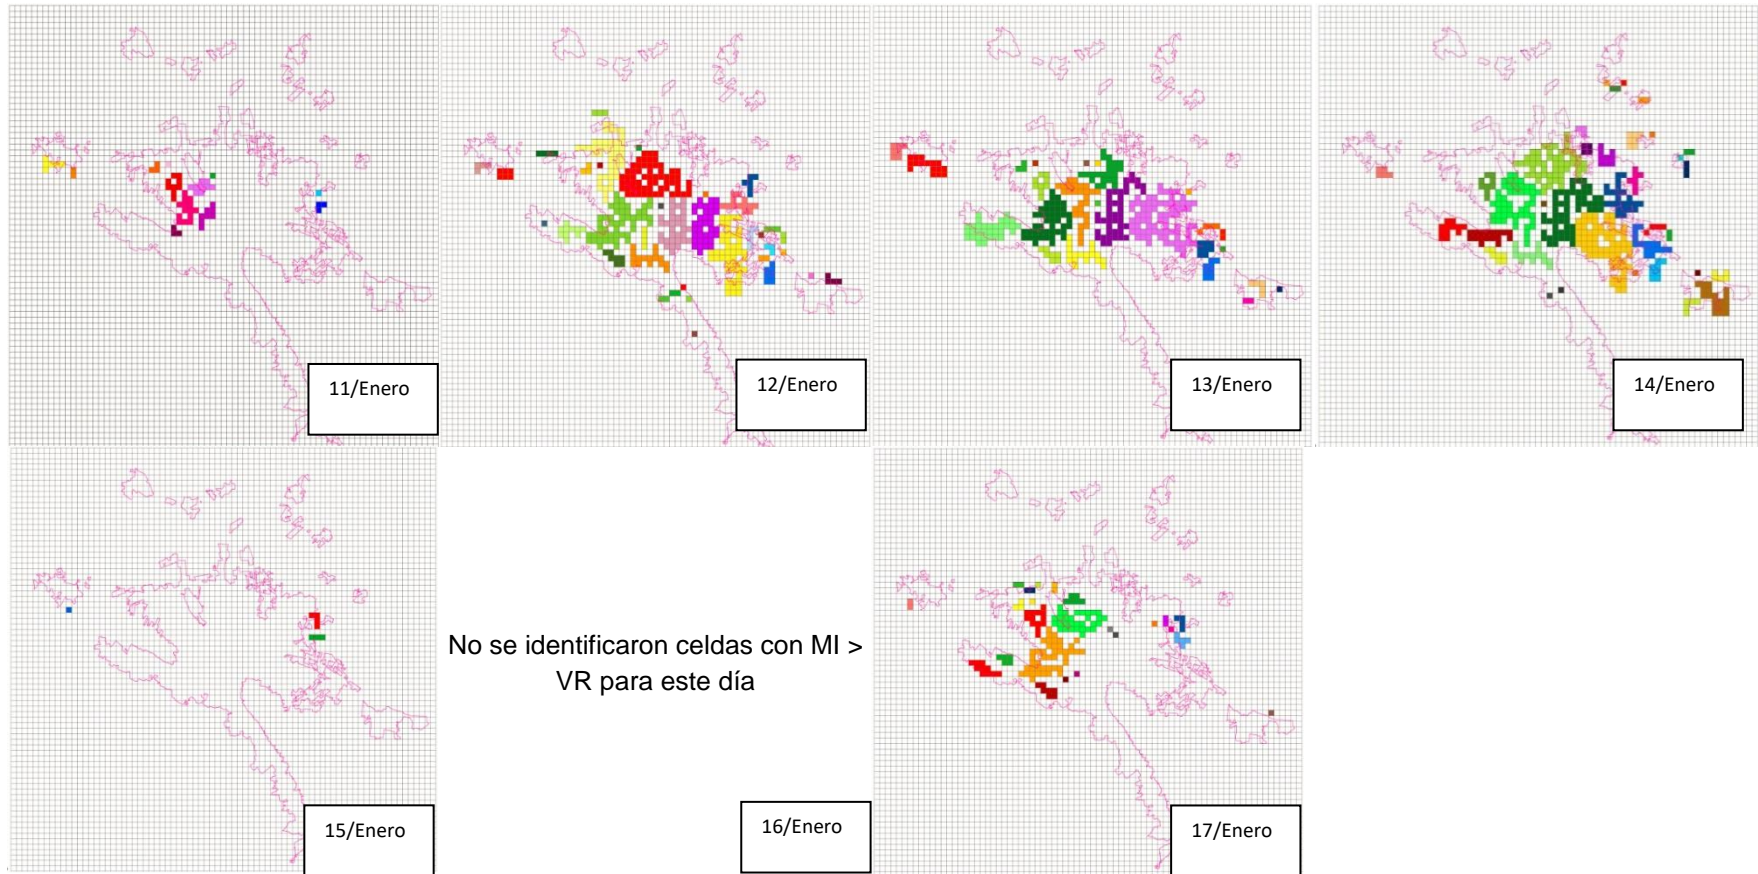 11/Enero
12/Enero
13/Enero
14/Enero
15/Enero
No se identificaron celdas con MI >
VR para este día
16/Enero
17/Enero